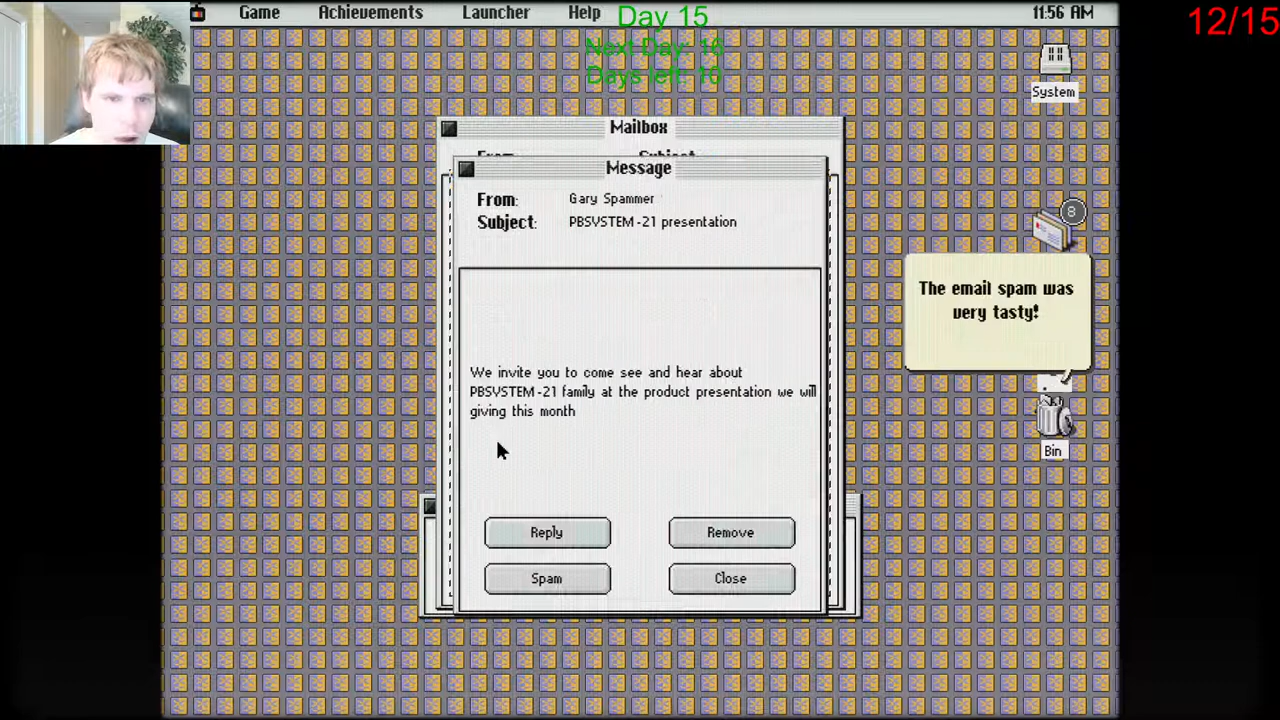 Game Achievements Launcher Help
Day 15
11:56 AM
12/15
Next Day: 16
Days left: 10
System
Mailbox
From: Subject
Message
From: Gary Spammer
Subject: PBSYSTEM-21 presentation
8
The email spam was
very tasty!
We invite you to come see and hear about
PBSYSTEM-21 family at the product presentation we will
giving this month
Bin
Reply
Remove
Spam
Close